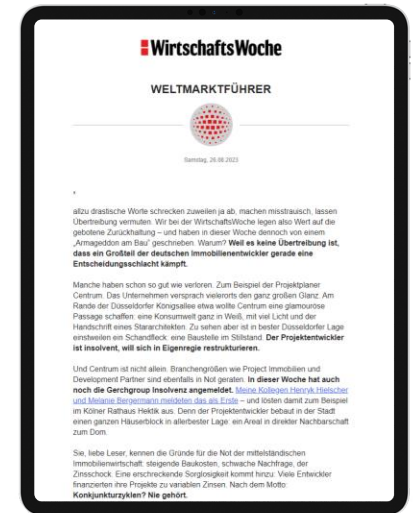 WirtschaftsWoche
WELTMARKTFÜHRER
Samstag, 26.08.2023
,
allzu drastische Worte schrecken zuweilen ja ab, machen misstrauisch, lassen
Übertreibung vermuten. Wir bei der WirtschaftsWoche legen also Wert auf die
gebotene Zurückhaltung – und haben in dieser Woche dennoch von einem
„Armageddon am Bau“ geschrieben. Warum? Weil es keine Übertreibung ist,
dass ein Großteil der deutschen Immobilienentwickler gerade eine
Entscheidungsschlacht kämpft.
Manche haben schon so gut wie verloren. Zum Beispiel der Projektplaner
Centrum. Das Unternehmen versprach vielerorts den ganz großen Glanz. Am
Rande der Düsseldorfer Königsallee etwa wollte Centrum eine glamouröse
Passage schaffen: eine Konsumwelt ganz in Weiß, mit viel Licht und der
Handschrift eines Stararchitekten. Zu sehen aber ist in bester Düsseldorfer Lage
einstweilen ein Schandfleck: eine Baustelle im Stillstand. Der Projektentwickler
ist insolvent, will sich in Eigenregie restrukturieren.
Und Centrum ist nicht allein. Branchengrößen wie Project Immobilien und
Development Partner sind ebenfalls in Not geraten. In dieser Woche hat auch
noch die Gerchgroup Insolvenz angemeldet. Meine Kollegen Henryk Hielscher
und Melanie Bergermann meldeten das als Erste – und lösten damit zum Beispiel
im Kölner Rathaus Hektik aus. Denn der Projektentwickler bebaut in der Stadt
einen ganzen Häuserblock in allerbester Lage: ein Areal in direkter Nachbarschaft
zum Dom.
Sie, liebe Leser, kennen die Gründe für die Not der mittelständischen
Immobilienwirtschaft: steigende Baukosten, schwache Nachfrage, der
Zinsschock. Eine erschreckende Sorglosigkeit kommt hinzu: Viele Entwickler
finanzierten ihre Projekte zu variablen Zinsen. Nach dem Motto:
Konjunkturzyklen? Nie gehört.